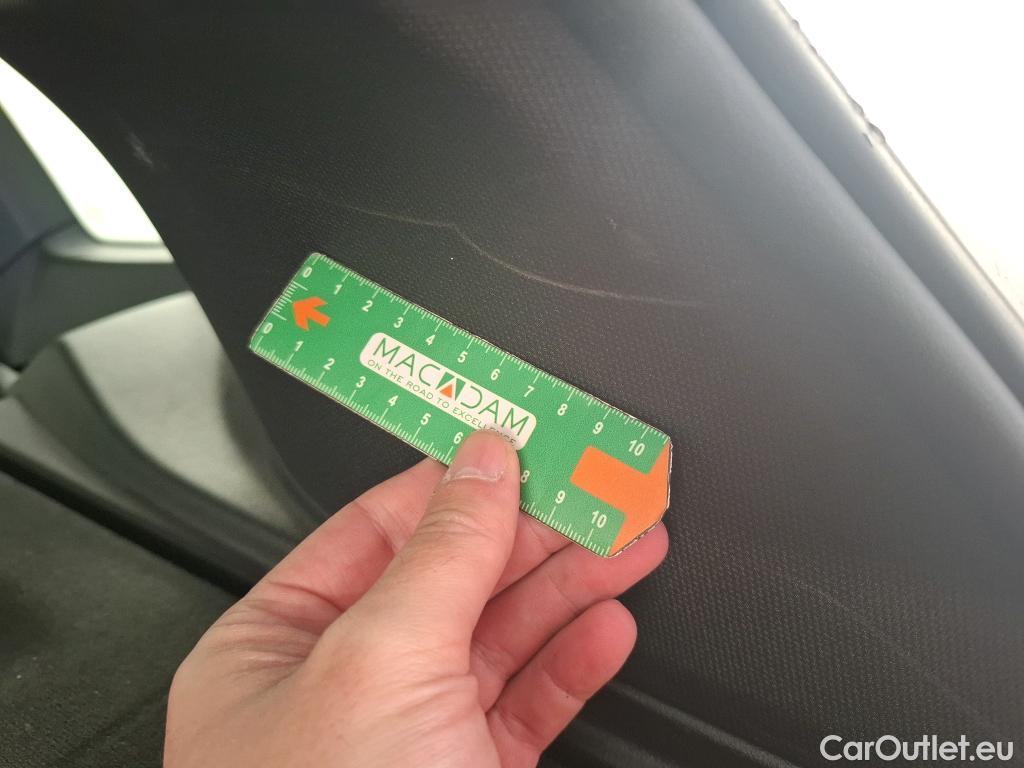 0 1 2 3 4 5 6 7 8 9 10
MACADAM
ON THE ROAD TO EXCELLENCE
0 1 2 3 4 5 6 8 9 10
CarOutlet.eu